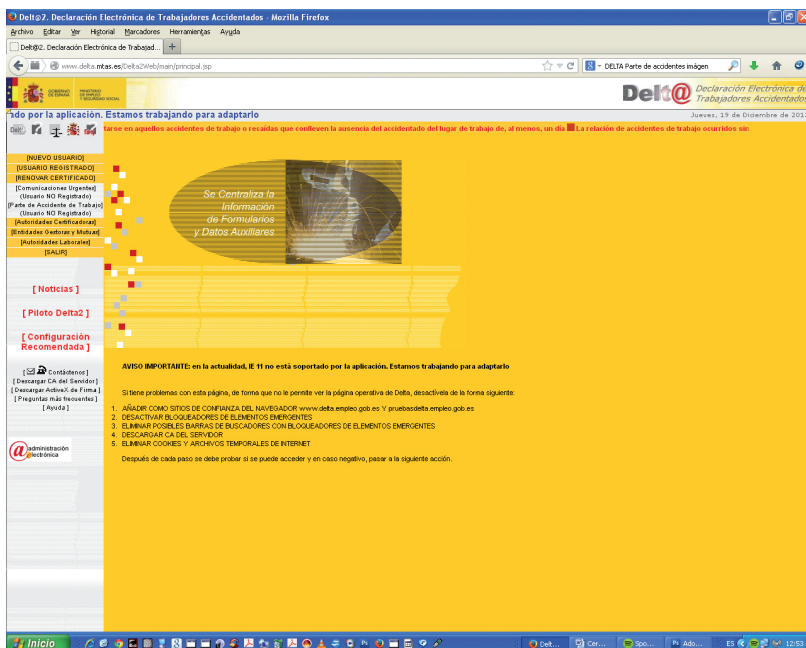 Delt@2. Declaración Electrónica de Trabajadores Accidentados - Mozilla Firefox
Archivo Editar Ver Historial Marcadores Herramientas Ayuda
Delt@2. Declaración Electrónica de Trabajad...
www.delta.mtas.es/Delta2Web/main/principal.jsp
DELTA Parte de accidentes imágen
GOBIERNO DE ESPAÑA
MINISTERIO DE EMPLEO Y SEGURIDAD SOCIAL
Delt@
Declaración Electrónica de
Trabajadores Accidentados
ado por la aplicación. Estamos trabajando para adaptarlo
Jueves, 19 de Diciembre de 201
tarse en aquellos accidentes de trabajo o recaídas que conlleven la ausencia del accidentado del lugar de trabajo de, al menos, un día La relación de accidentes de trabajo ocurridos sin
[NUEVO USUARIO]
[USUARIO REGISTRADO]
[RENOVAR CERTIFICADO]
[Comunicaciones Urgentes]
(Usuario NO Registrado)
[Parte de Accidente de Trabajo]
(Usuario NO Registrado)
[Autoridades Certificadoras]
[Entidades Gestoras y Mutuas]
[Autoridades Laborales]
[SALIR]
Se Centraliza la
Información
de Formularios
y Datos Auxiliares
[ Noticias ]
[ Piloto Delta2 ]
[ Configuración
Recomendada ]
[ Contáctenos ]
[ Descargar CA del Servidor ]
[ Descargar ActiveX de Firma ]
[ Preguntas más frecuentes ]
[ Ayuda ]
administración
electrónica
AVISO IMPORTANTE: en la actualidad, IE 11 no está soportado por la aplicación. Estamos trabajando para adaptarlo
Si tiene problemas con esta página, de forma que no le permite ver la página operativa de Delta, desactívela de la forma siguiente:
1. AÑADIR COMO SITIOS DE CONFIANZA DEL NAVEGADOR www.delta.empleo.gob.es Y pruebasdelta.empleo.gob.es
2. DESACTIVAR BLOQUEADORES DE ELEMENTOS EMERGENTES
3. ELIMINAR POSIBLES BARRAS DE BUSCADORES CON BLOQUEADORES DE ELEMENTOS EMERGENTES
4. DESCARGAR CA DEL SERVIDOR
5. ELIMINAR COOKIES Y ARCHIVOS TEMPORALES DE INTERNET
Después de cada paso se debe probar si se puede acceder y en caso negativo, pasar a la siguiente acción.
Inicio
Delt...
Cer...
Spo...
Ado...
ES
12:53